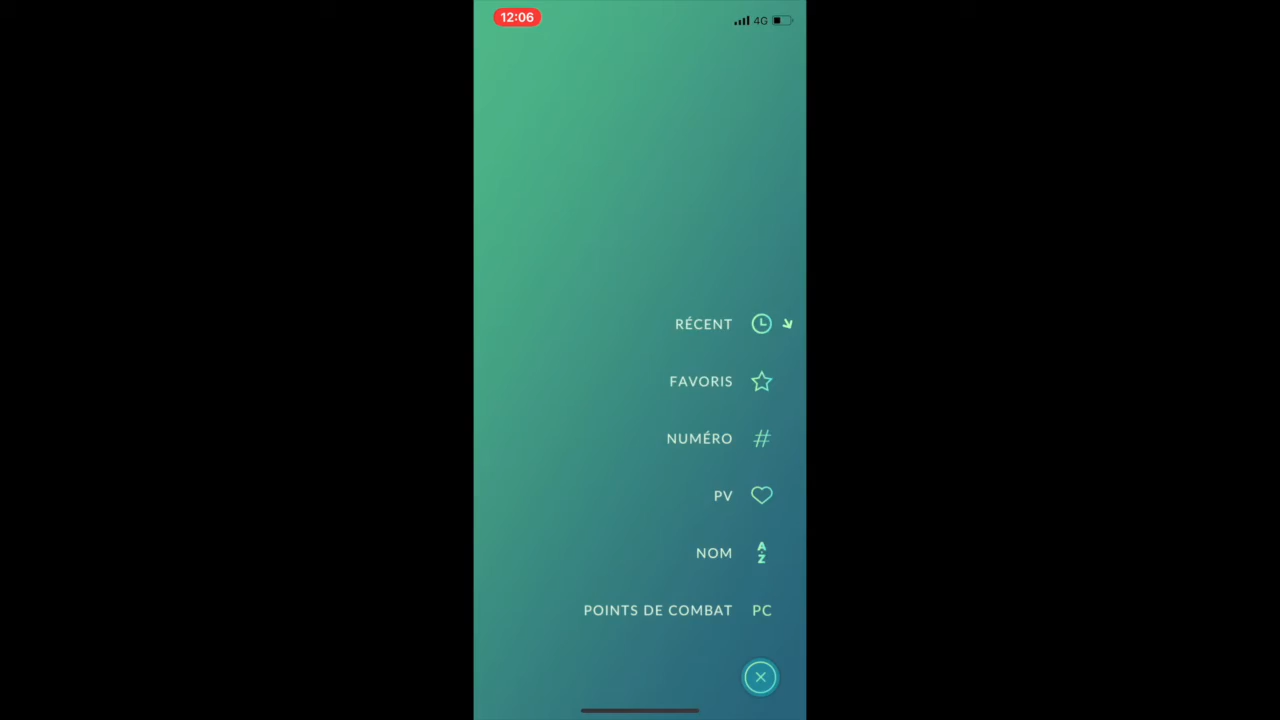 12:06 4G
RÉCENT
FAVORIS
NUMÉRO #
PV
NOM A Z
POINTS DE COMBAT PC